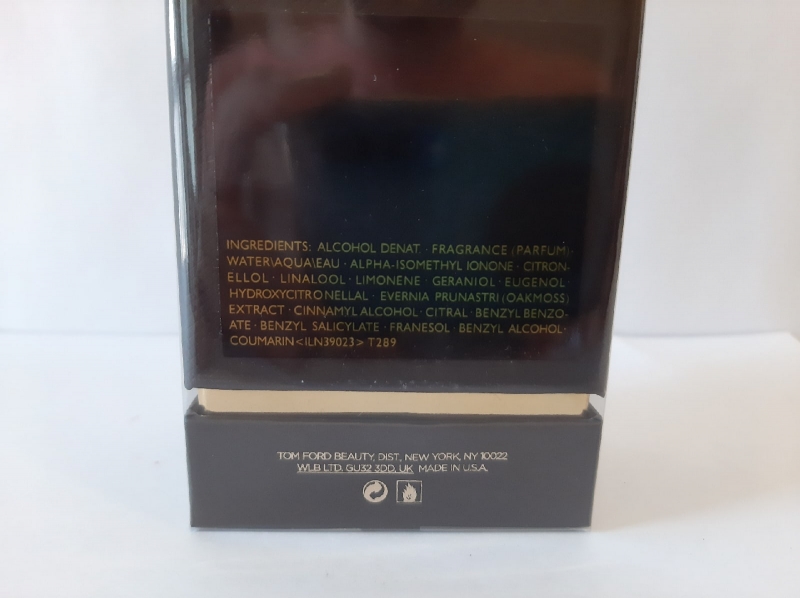 INGREDIENTS: ALCOHOL DENAT. · FRAGRANCE (PARFUM) ·
WATER\AQUA\EAU · ALPHA-ISOMETHYL IONONE · CITRON-
ELLOL · LINALOOL · LIMONENE · GERANIOL · EUGENOL ·
HYDROXYCITRONELLAL · EVERNIA PRUNASTRI (OAKMOSS)
EXTRACT · CINNAMYL ALCOHOL · CITRAL · BENZYL BENZO-
ATE · BENZYL SALICYLATE · FRANESOL · BENZYL ALCOHOL ·
COUMARIN <ILN39023> T289
TOM FORD BEAUTY, DIST., NEW YORK, NY 10022
WLB LTD. GU32 3DD, UK MADE IN U.S.A.